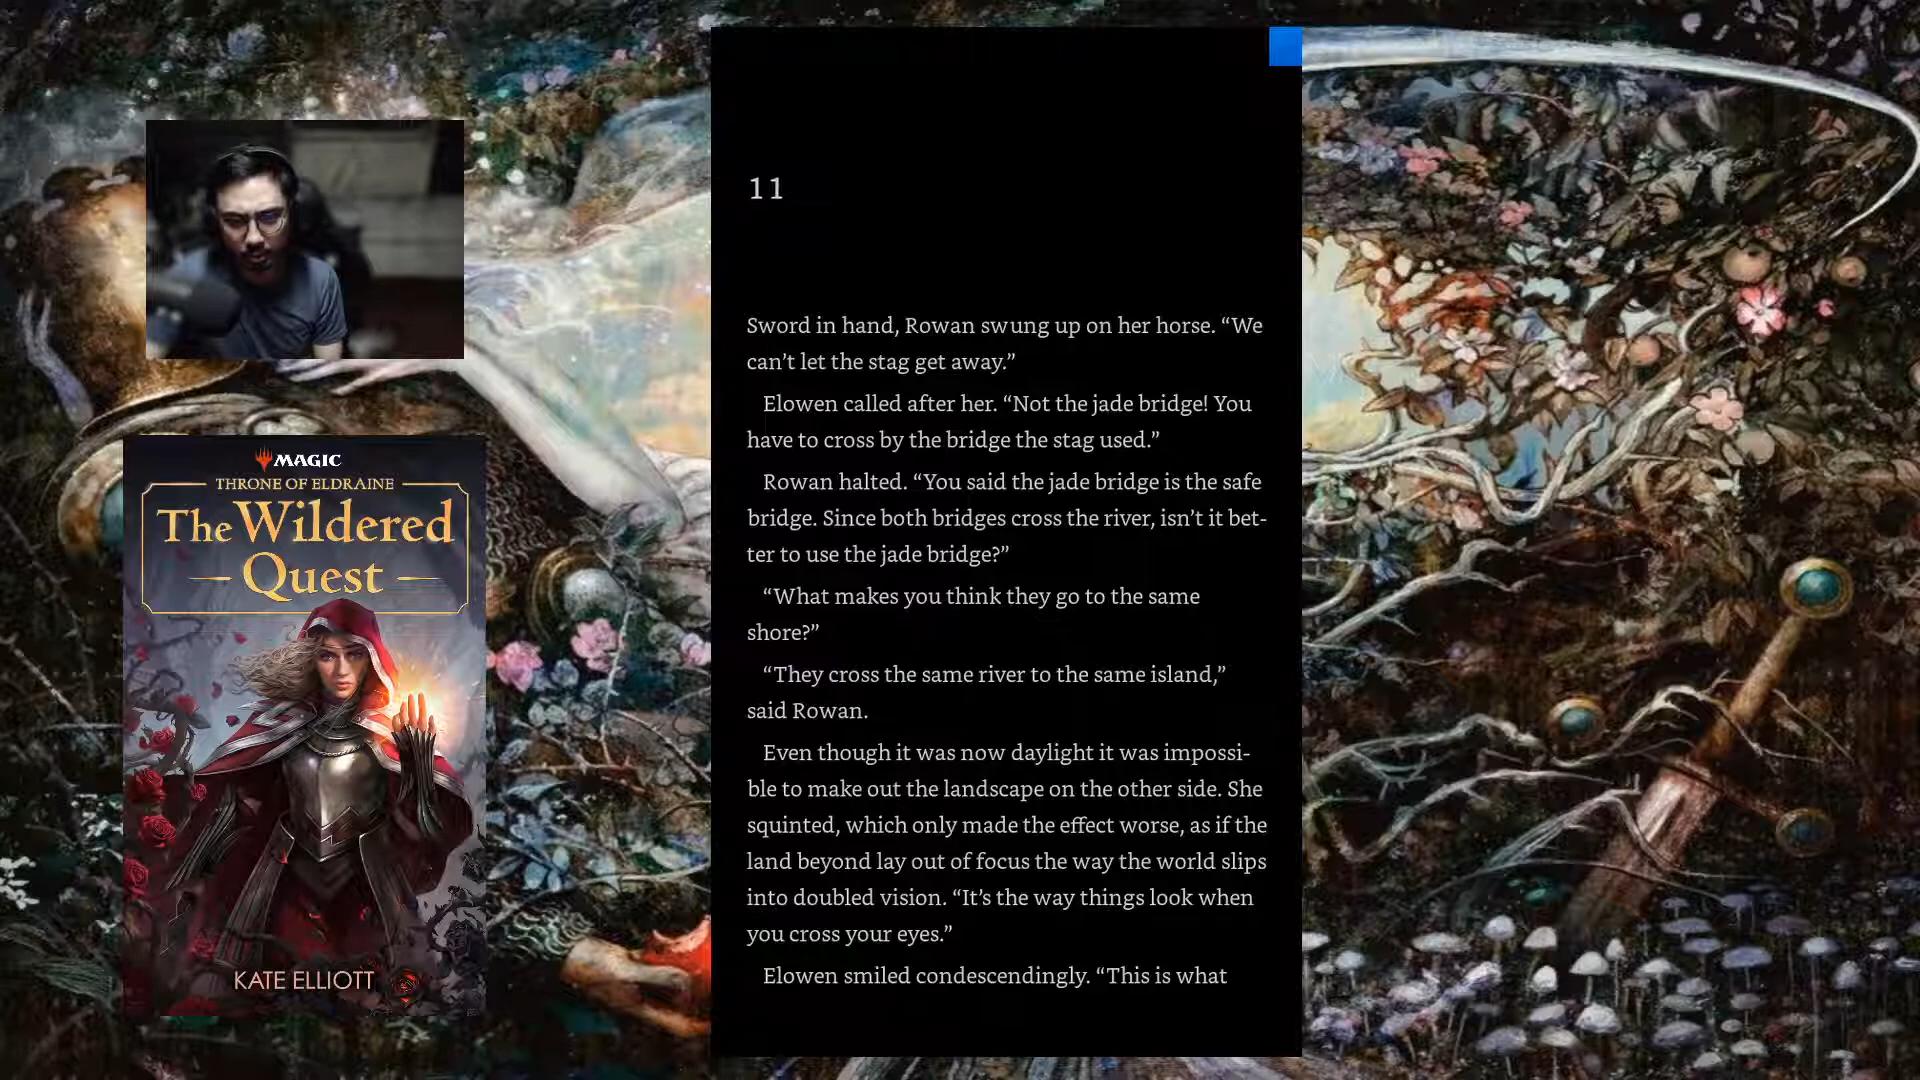 MAGIC
THRONE OF ELDRAINE
The Wildered
Quest
KATE ELLIOTT
11
Sword in hand, Rowan swung up on her horse. “We
can’t let the stag get away.”
Elowen called after her. “Not the jade bridge! You
have to cross by the bridge the stag used.”
Rowan halted. “You said the jade bridge is the safe
bridge. Since both bridges cross the river, isn’t it bet-
ter to use the jade bridge?”
“What makes you think they go to the same
shore?”
“They cross the same river to the same island,”
said Rowan.
Even though it was now daylight it was impossi-
ble to make out the landscape on the other side. She
squinted, which only made the effect worse, as if the
land beyond lay out of focus the way the world slips
into doubled vision. “It’s the way things look when
you cross your eyes.”
Elowen smiled condescendingly. “This is what